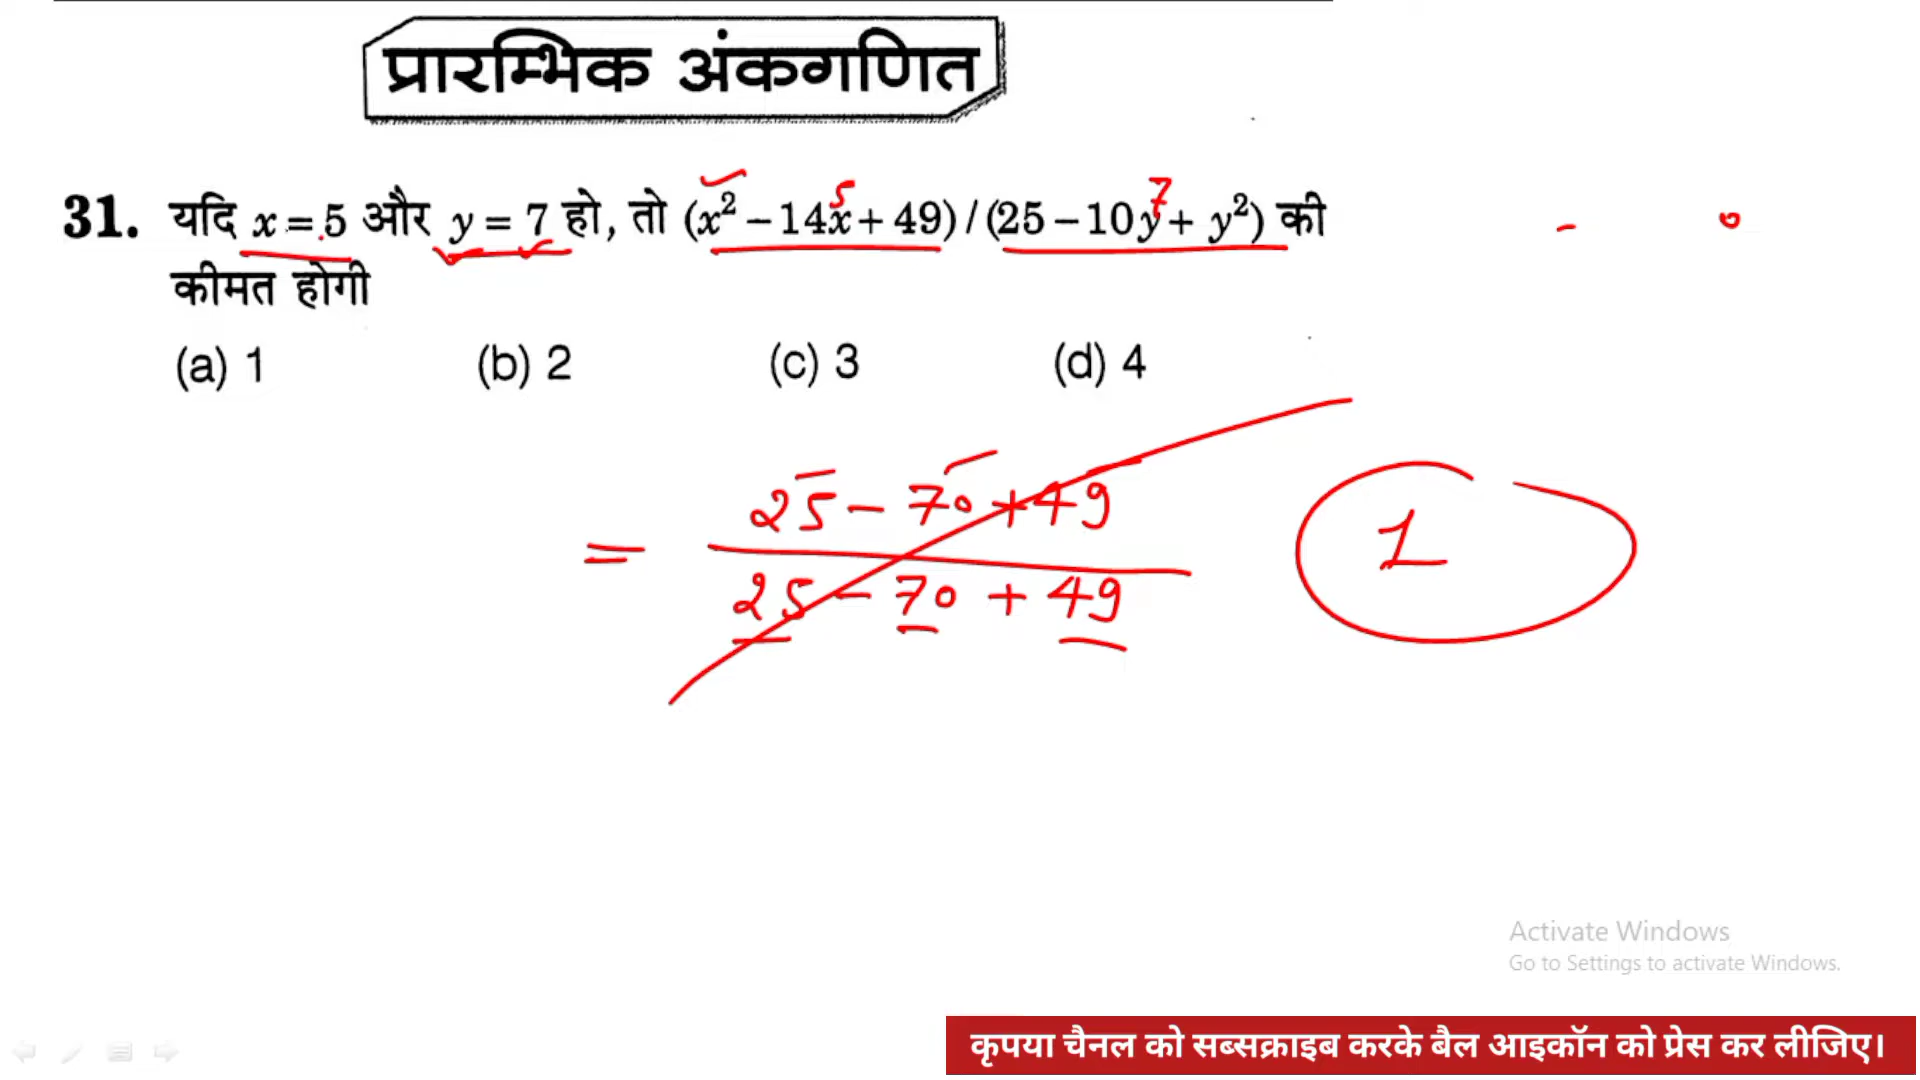 प्रारम्भिक अंकगणित
31. यदि x = 5 और y = 7 हो, तो (x² – 14x + 49) / (25 – 10y + y²) की
5 7
कीमत होगी
(a) 1 (b) 2 (c) 3 (d) 4
25 – 70 + 49
=
25 – 70 + 49
1
Activate Windows
Go to Settings to activate Windows.
कृपया चैनल को सब्सक्राइब करके बैल आइकॉन को प्रेस कर लीजिए।